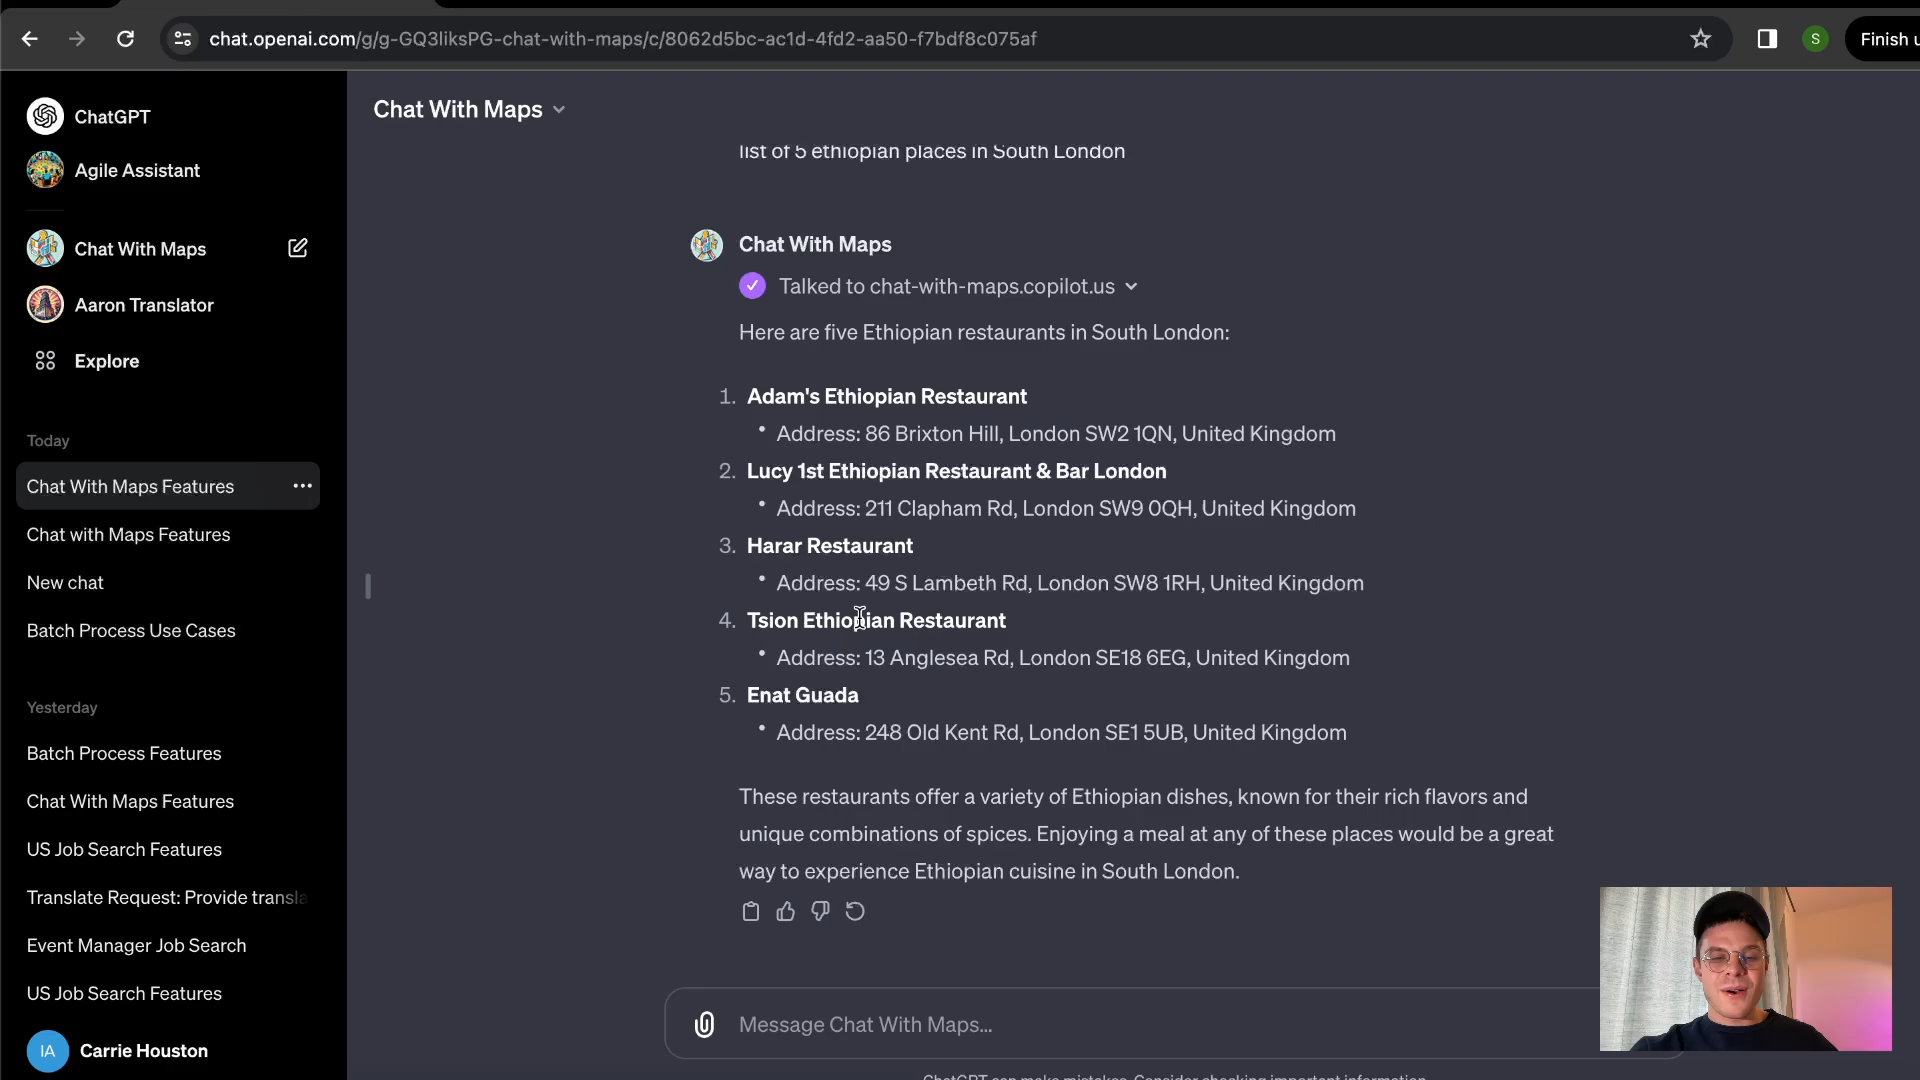 chat.openai.com/g/g-GQ3liksPG-chat-with-maps/c/8062d5bc-ac1d-4fd2-aa50-f7bdf8c075af
S
Finish u
ChatGPT
Agile Assistant
Chat With Maps
Aaron Translator
Explore
Today
Chat With Maps Features
Chat with Maps Features
New chat
Batch Process Use Cases
Yesterday
Batch Process Features
Chat With Maps Features
US Job Search Features
Translate Request: Provide transla
Event Manager Job Search
US Job Search Features
IA
Carrie Houston
Chat With Maps
list of 5 ethiopian places in South London
Chat With Maps
Talked to chat-with-maps.copilot.us
Here are five Ethiopian restaurants in South London:
1. Adam's Ethiopian Restaurant
• Address: 86 Brixton Hill, London SW2 1QN, United Kingdom
2. Lucy 1st Ethiopian Restaurant & Bar London
• Address: 211 Clapham Rd, London SW9 0QH, United Kingdom
3. Harar Restaurant
• Address: 49 S Lambeth Rd, London SW8 1RH, United Kingdom
4. Tsion Ethiopian Restaurant
• Address: 13 Anglesea Rd, London SE18 6EG, United Kingdom
5. Enat Guada
• Address: 248 Old Kent Rd, London SE1 5UB, United Kingdom
These restaurants offer a variety of Ethiopian dishes, known for their rich flavors and
unique combinations of spices. Enjoying a meal at any of these places would be a great
way to experience Ethiopian cuisine in South London.
Message Chat With Maps...
ChatGPT can make mistakes. Consider checking important information.